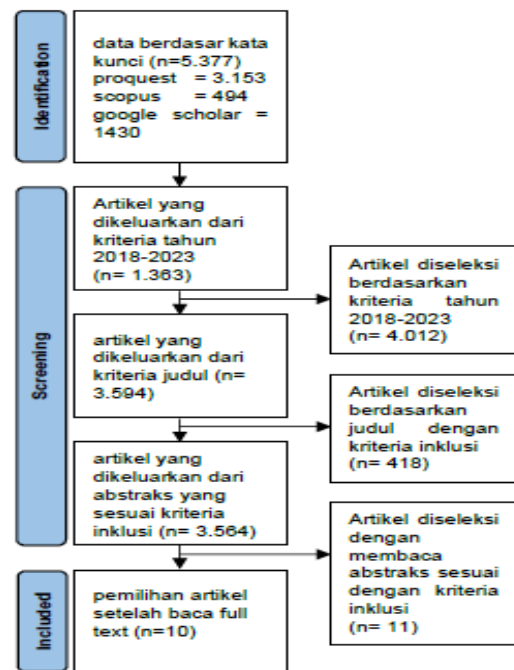 Identification
data berdasar kata
kunci (n=5.377)
proquest = 3.153
scopus = 494
google scholar =
1430
Screening
Artikel yang
dikeluarkan dari
kriteria tahun
2018-2023
(n= 1.363)
Artikel diseleksi
berdasarkan
kriteria tahun
2018-2023
(n= 4.012)
artikel yang
dikeluarkan dari
kriteria judul (n=
3.594)
Artikel diseleksi
berdasarkan
judul dengan
kriteria inklusi
(n= 418)
artikel yang
dikeluarkan dari
abstraks yang
sesuai kriteria
inklusi (n= 3.564)
Artikel diseleksi
dengan
membaca
abstraks sesuai
dengan kriteria
inklusi
(n= 11)
Included
pemilihan artikel
setelah baca full
text (n=10)